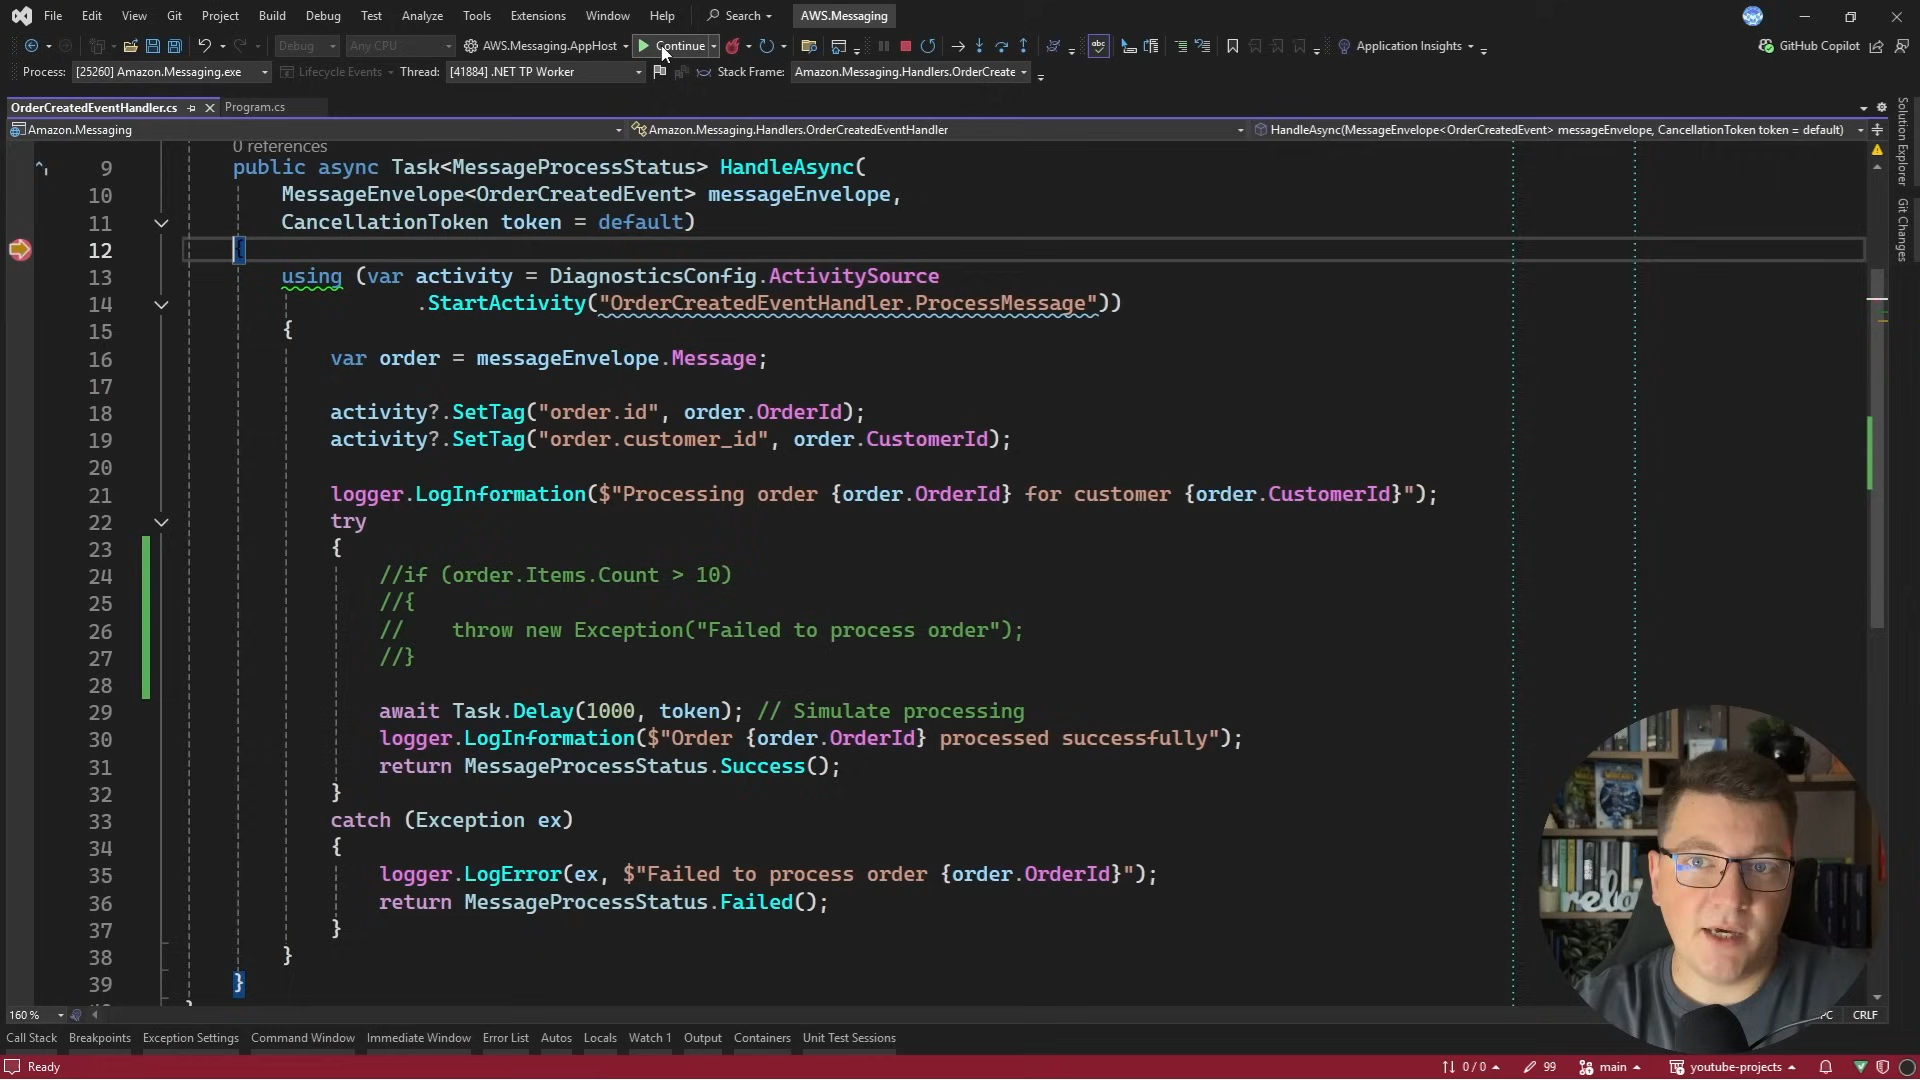 File Edit View Git Project Build Debug Test Analyze Tools Extensions Window Help Search AWS.Messaging
Debug Any CPU AWS.Messaging.AppHost Continue Application Insights GitHub Copilot
Process: [25260] Amazon.Messaging.exe Lifecycle Events Thread: [41884] .NET TP Worker Stack Frame: Amazon.Messaging.Handlers.OrderCreate
OrderCreatedEventHandler.cs Program.cs
Amazon.Messaging Amazon.Messaging.Handlers.OrderCreatedEventHandler HandleAsync(MessageEnvelope<OrderCreatedEvent> messageEnvelope, CancellationToken token = default)
Solution Explorer
Git Changes
0 references
9 public async Task<MessageProcessStatus> HandleAsync(
10 MessageEnvelope<OrderCreatedEvent> messageEnvelope,
11 CancellationToken token = default)
12 {
13 using (var activity = DiagnosticsConfig.ActivitySource
14 .StartActivity("OrderCreatedEventHandler.ProcessMessage"))
15 {
16 var order = messageEnvelope.Message;
17
18 activity?.SetTag("order.id", order.OrderId);
19 activity?.SetTag("order.customer_id", order.CustomerId);
20
21 logger.LogInformation($"Processing order {order.OrderId} for customer {order.CustomerId}");
22 try
23 {
24 //if (order.Items.Count > 10)
25 //{
26 // throw new Exception("Failed to process order");
27 //}
28
29 await Task.Delay(1000, token); // Simulate processing
30 logger.LogInformation($"Order {order.OrderId} processed successfully");
31 return MessageProcessStatus.Success();
32 }
33 catch (Exception ex)
34 {
35 logger.LogError(ex, $"Failed to process order {order.OrderId}");
36 return MessageProcessStatus.Failed();
37 }
38 }
39 }
160 % CRLF
Call Stack Breakpoints Exception Settings Command Window Immediate Window Error List Autos Locals Watch 1 Output Containers Unit Test Sessions
Ready 0 / 0 99 main youtube-projects